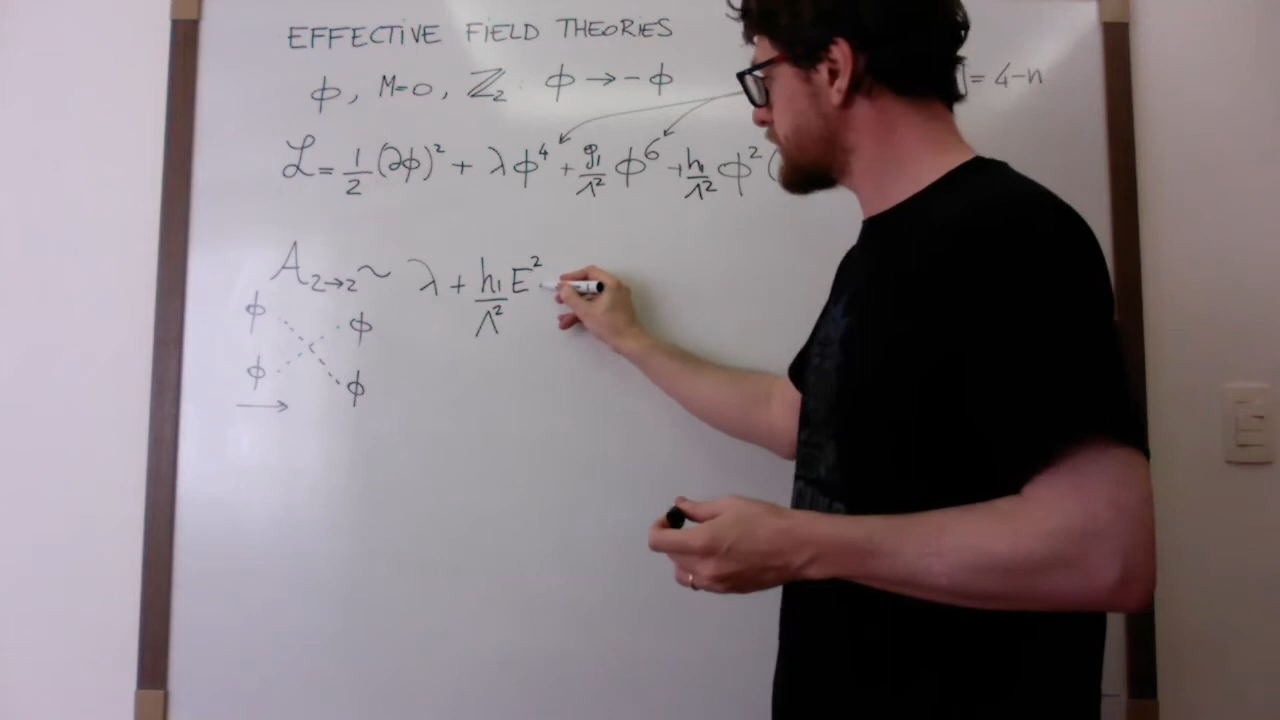 EFFECTIVE FIELD THEORIES
ϕ, M=0, ℤ₂: ϕ → -ϕ ]= 4-n
ℒ = 1/2 (∂ϕ)² + λϕ⁴ + g₁/Λ² ϕ⁶ + h₁/Λ² ϕ² (
A₂→₂ ~ λ + h₁/Λ² E²
ϕ ϕ
ϕ ϕ
→